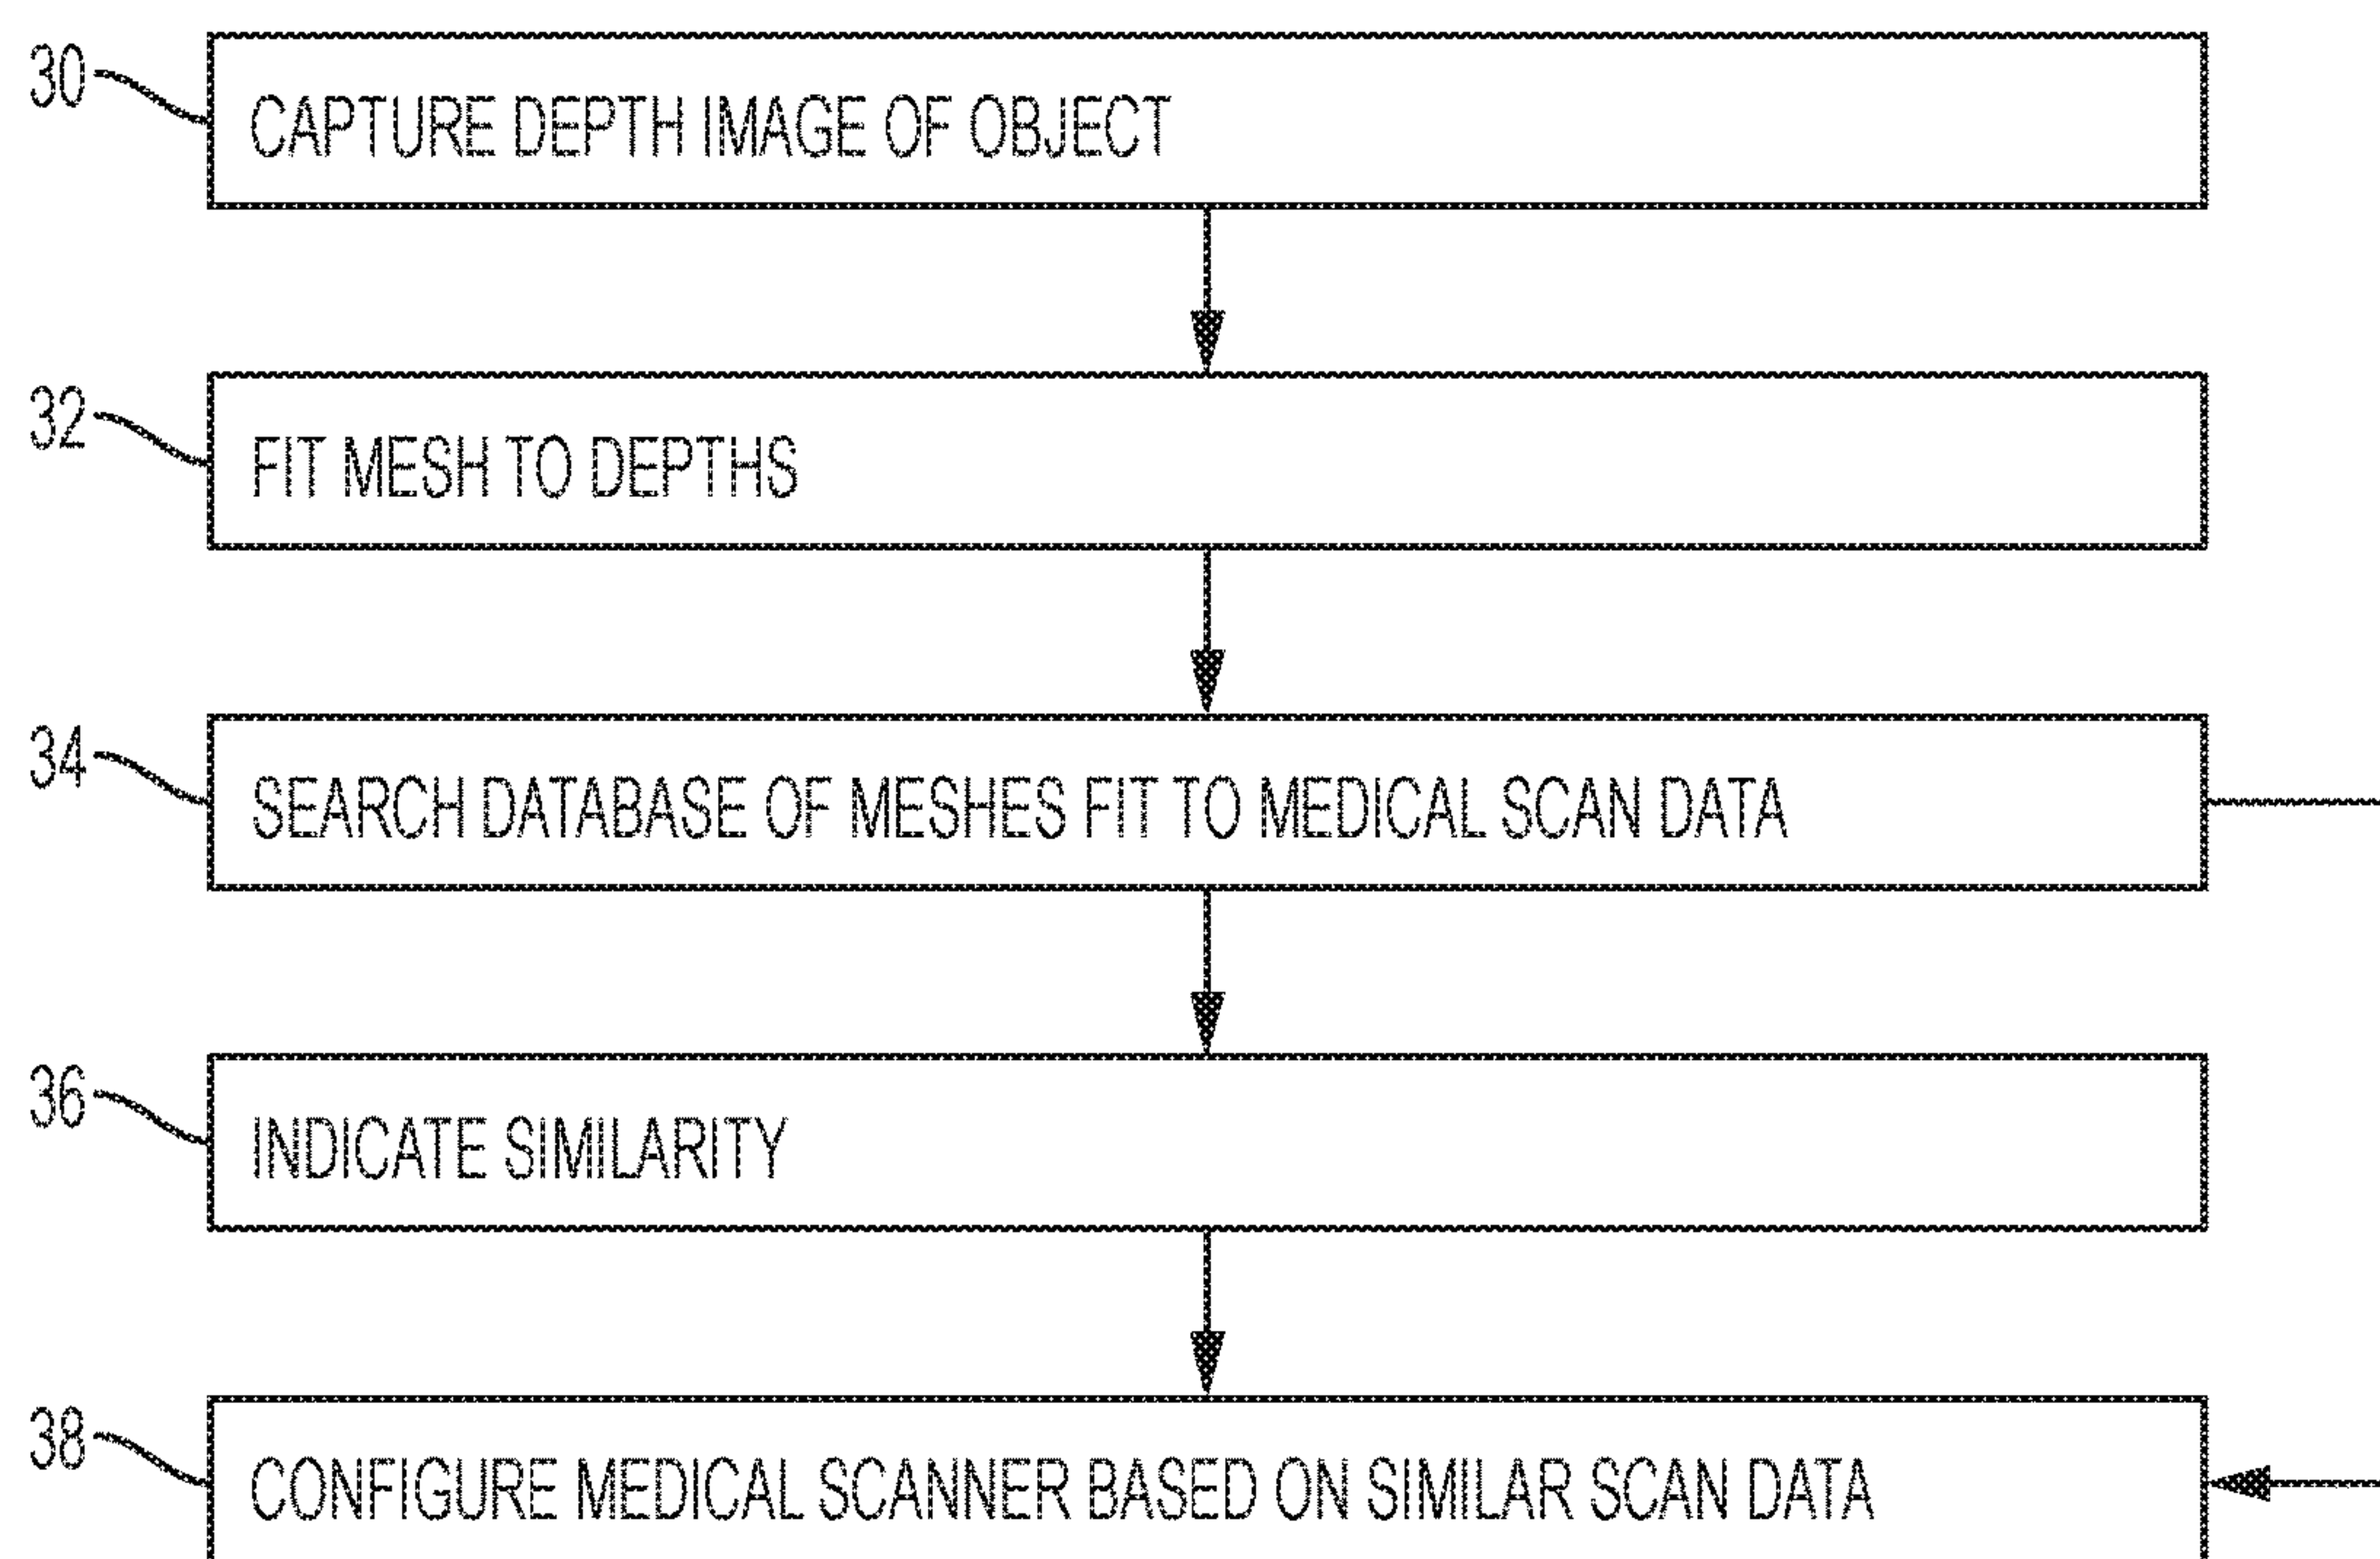 30
CAPTURE DEPTH IMAGE OF OBJECT
32
FIT MESH TO DEPTHS
34
SEARCH DATABASE OF MESHES FIT TO MEDICAL SCAN DATA
36
INDICATE SIMILARITY
38
CONFIGURE MEDICAL SCANNER BASED ON SIMILAR SCAN DATA